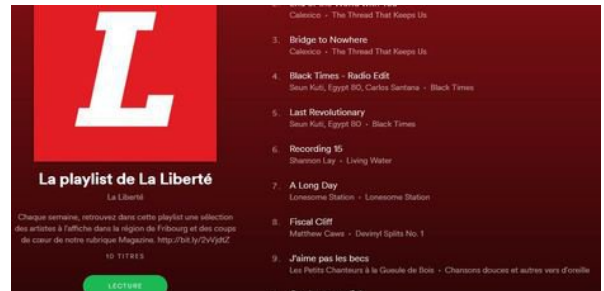 L
La playlist de La Liberté
La Liberté
Chaque semaine, retrouvez dans cette playlist une sélection
des artistes à l'affiche dans la région de Fribourg et des coups
de cœur de notre rubrique Magazine. http://bit.ly/2vVjdtZ
10 TITRES
LECTURE
Calexico • The Thread That Keeps Us
3. Bridge to Nowhere
Calexico • The Thread That Keeps Us
4. Black Times - Radio Edit
Seun Kuti, Egypt 80, Carlos Santana • Black Times
5. Last Revolutionary
Seun Kuti, Egypt 80 • Black Times
6. Recording 15
Shannon Lay • Living Water
7. A Long Day
Lonesome Station • Lonesome Station
8. Fiscal Cliff
Matthew Caws • Devinyl Splits No. 1
9. J'aime pas les becs
Les Petits Chanteurs à la Gueule de Bois • Chansons douces et autres vers d'oreille